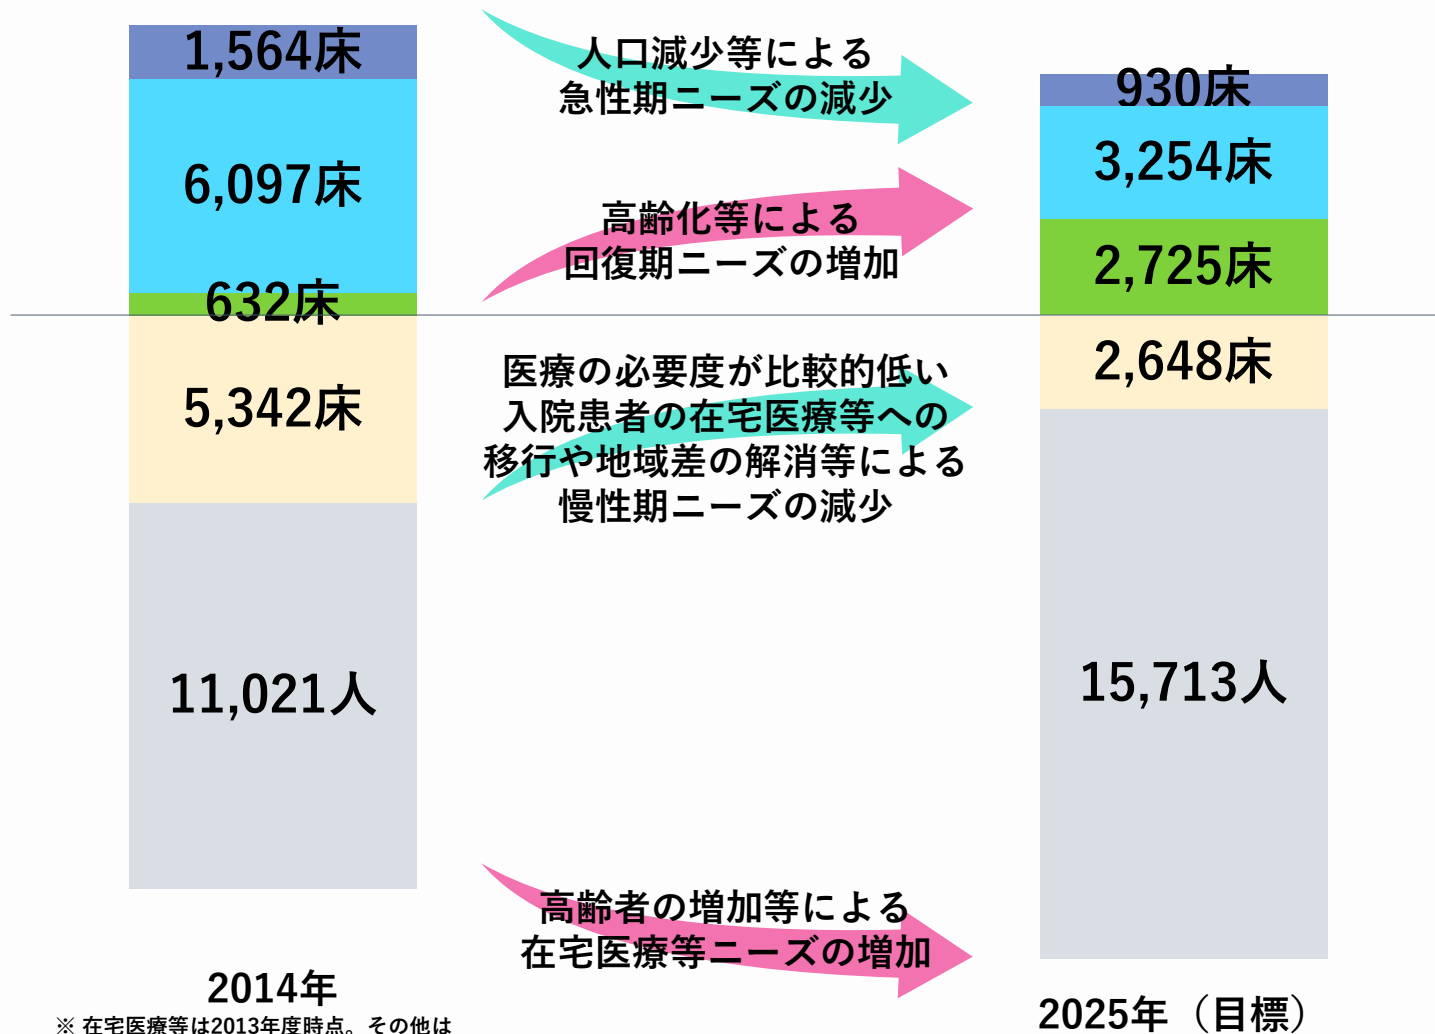 1,564床
6,097床
632床
5,342床
11,021人
2014年
※ 在宅医療等は2013年度時点。その他は
人口減少等による
急性期ニーズの減少
高齢化等による
回復期ニーズの増加
医療の必要度が比較的低い
入院患者の在宅医療等への
移行や地域差の解消等による
慢性期ニーズの減少
高齢者の増加等による
在宅医療等ニーズの増加
930床
3,254床
2,725床
2,648床
15,713人
2025年（目標）